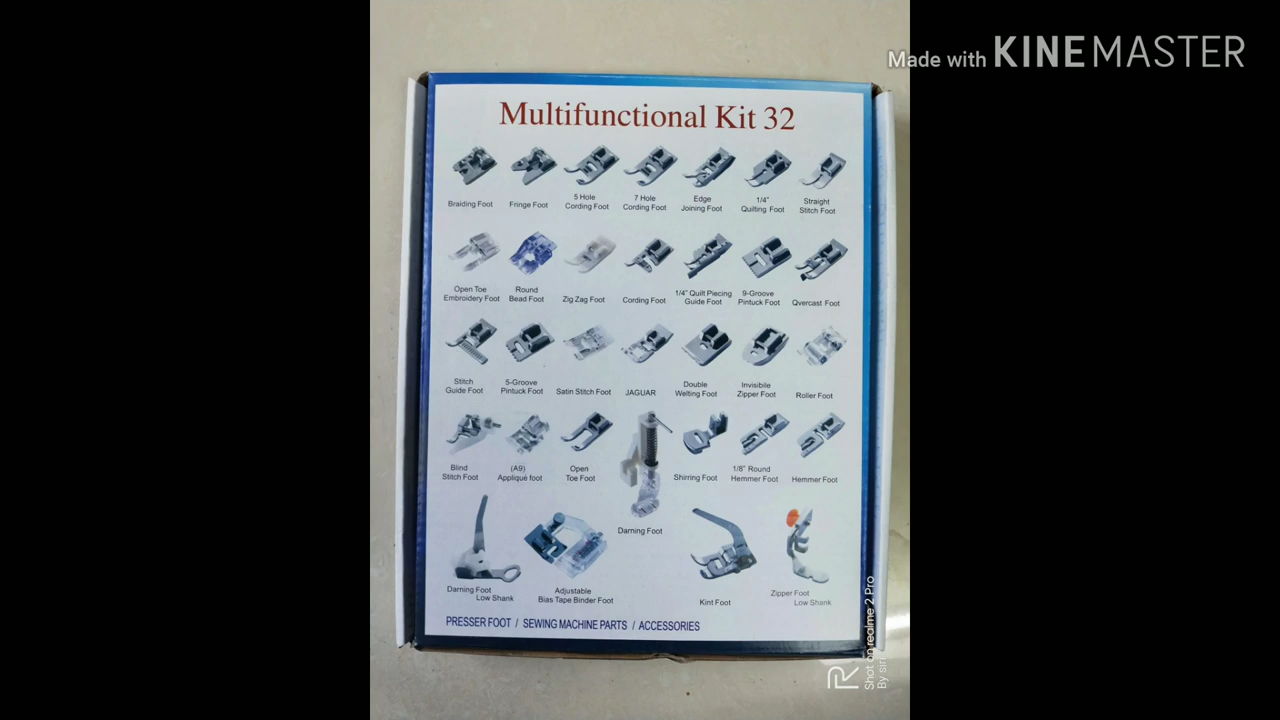 Made with KINEMASTER
Multifunctional Kit 32
Braiding Foot
Fringe Foot
5 Hole
Cording Foot
7 Hole
Cording Foot
Edge
Joining Foot
1/4"
Quilting Foot
Straight
Stitch Foot
Open Toe
Embroidery Foot
Round
Bead Foot
Zig Zag Foot
Cording Foot
1/4" Quilt Piecing
Guide Foot
9-Groove
Pintuck Foot
Qvercast Foot
Stitch
Guide Foot
5-Groove
Pintuck Foot
Satin Stitch Foot
JAGUAR
Double
Welting Foot
Invisibile
Zipper Foot
Roller Foot
Blind
Stitch Foot
(A9)
Appliqué foot
Open
Toe Foot
Darning Foot
Shirring Foot
1/8" Round
Hemmer Foot
Hemmer Foot
Darning Foot
Low Shank
Adjustable
Bias Tape Binder Foot
Kint Foot
Zipper Foot
Low Shank
PRESSER FOOT / SEWING MACHINE PARTS / ACCESSORIES
Shot on realme 2 Pro
By siri